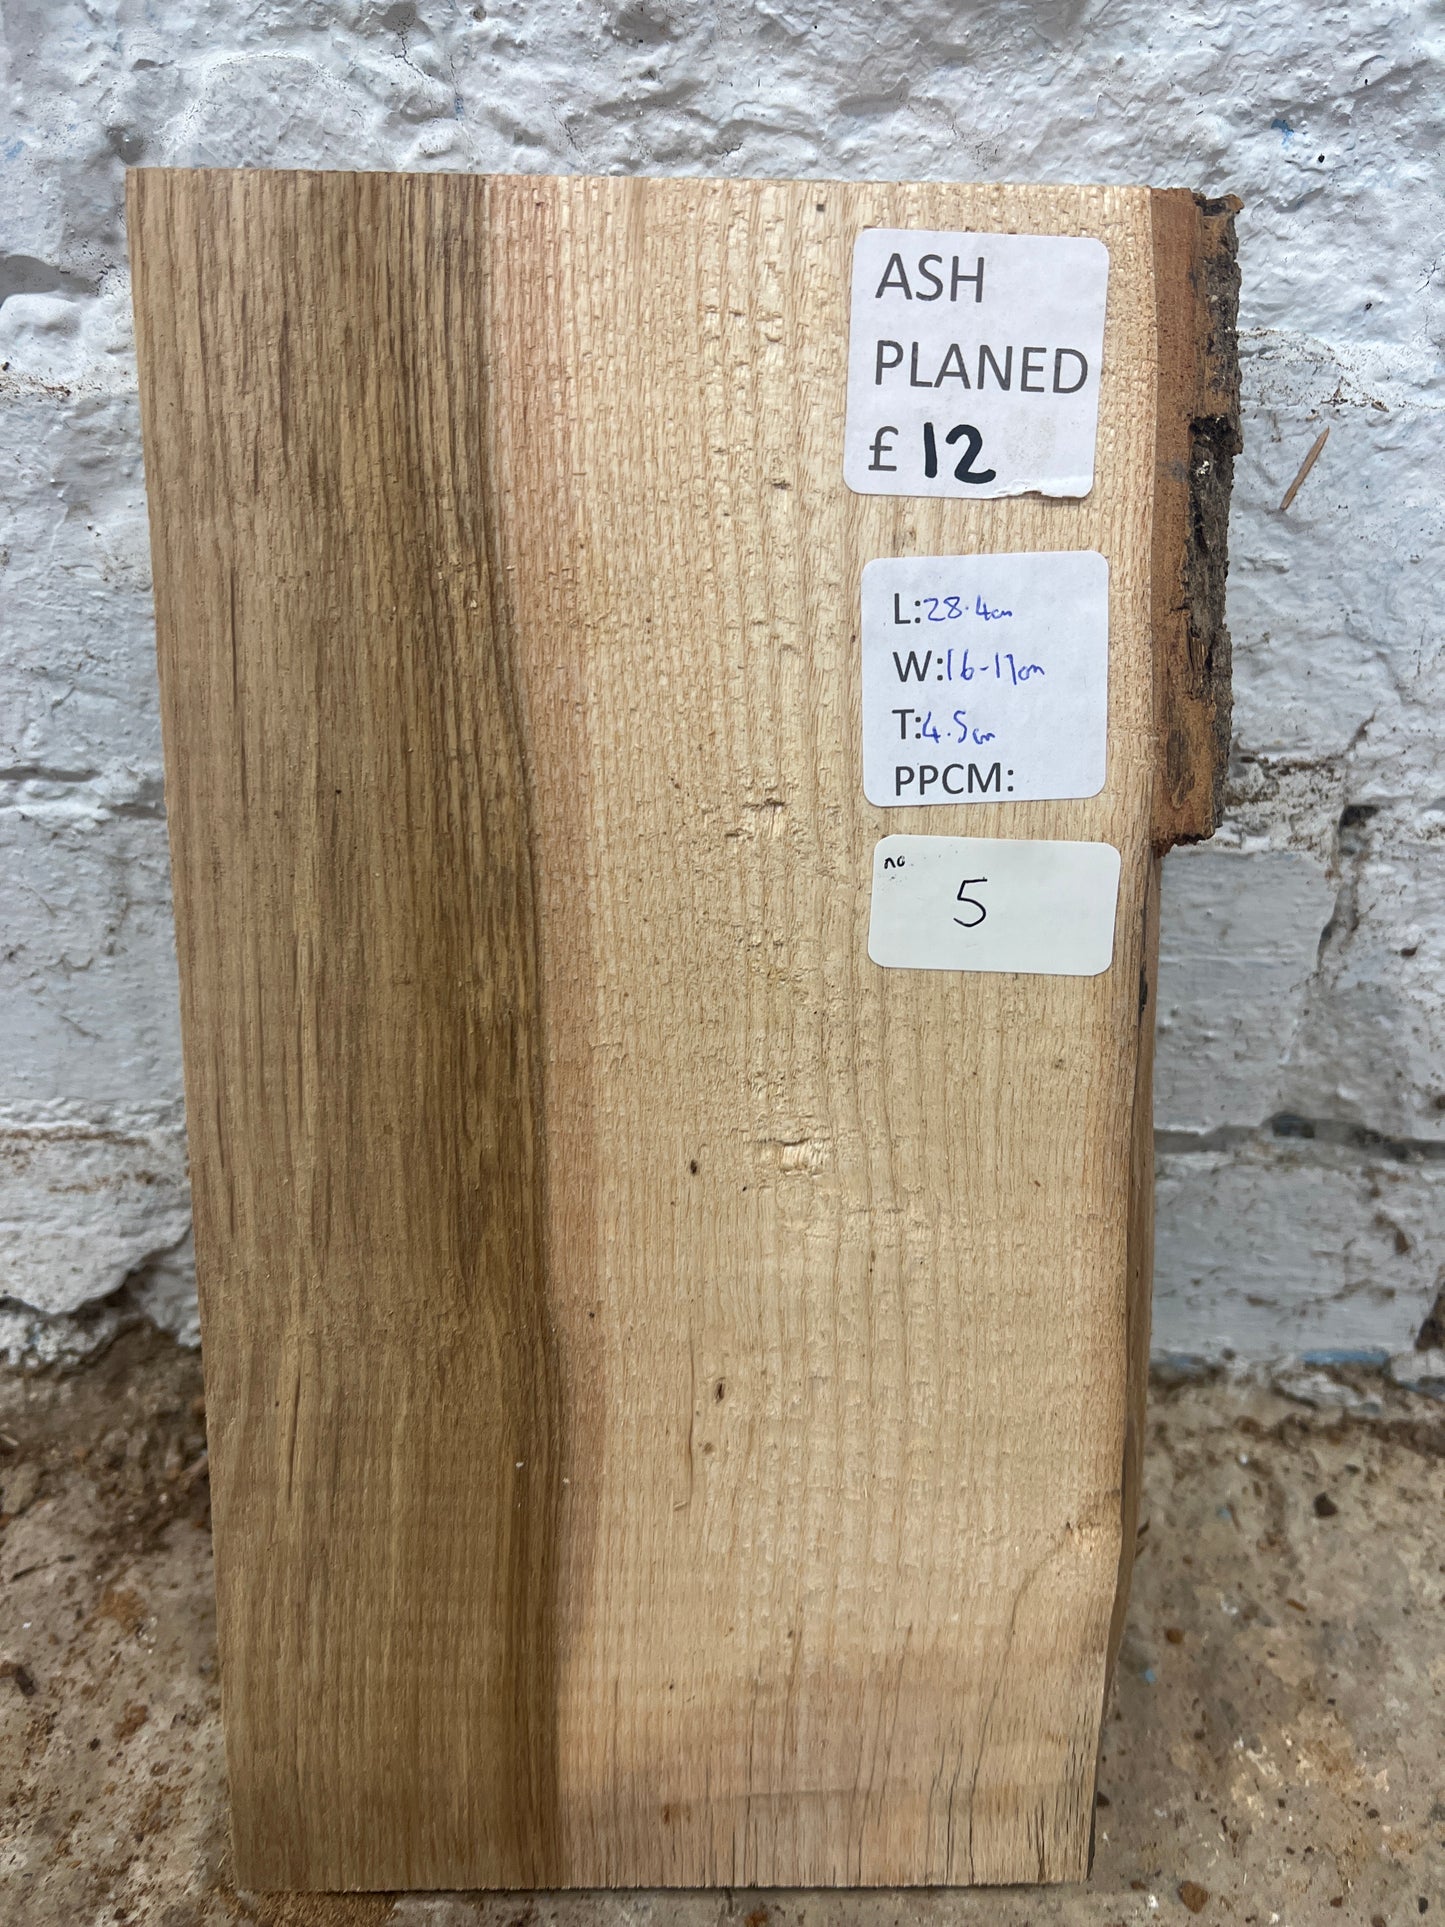 ASH
PLANED
£ 12
L: 28.4cm
W: 16-17cm
T: 4.5cm
PPCM:
no
5